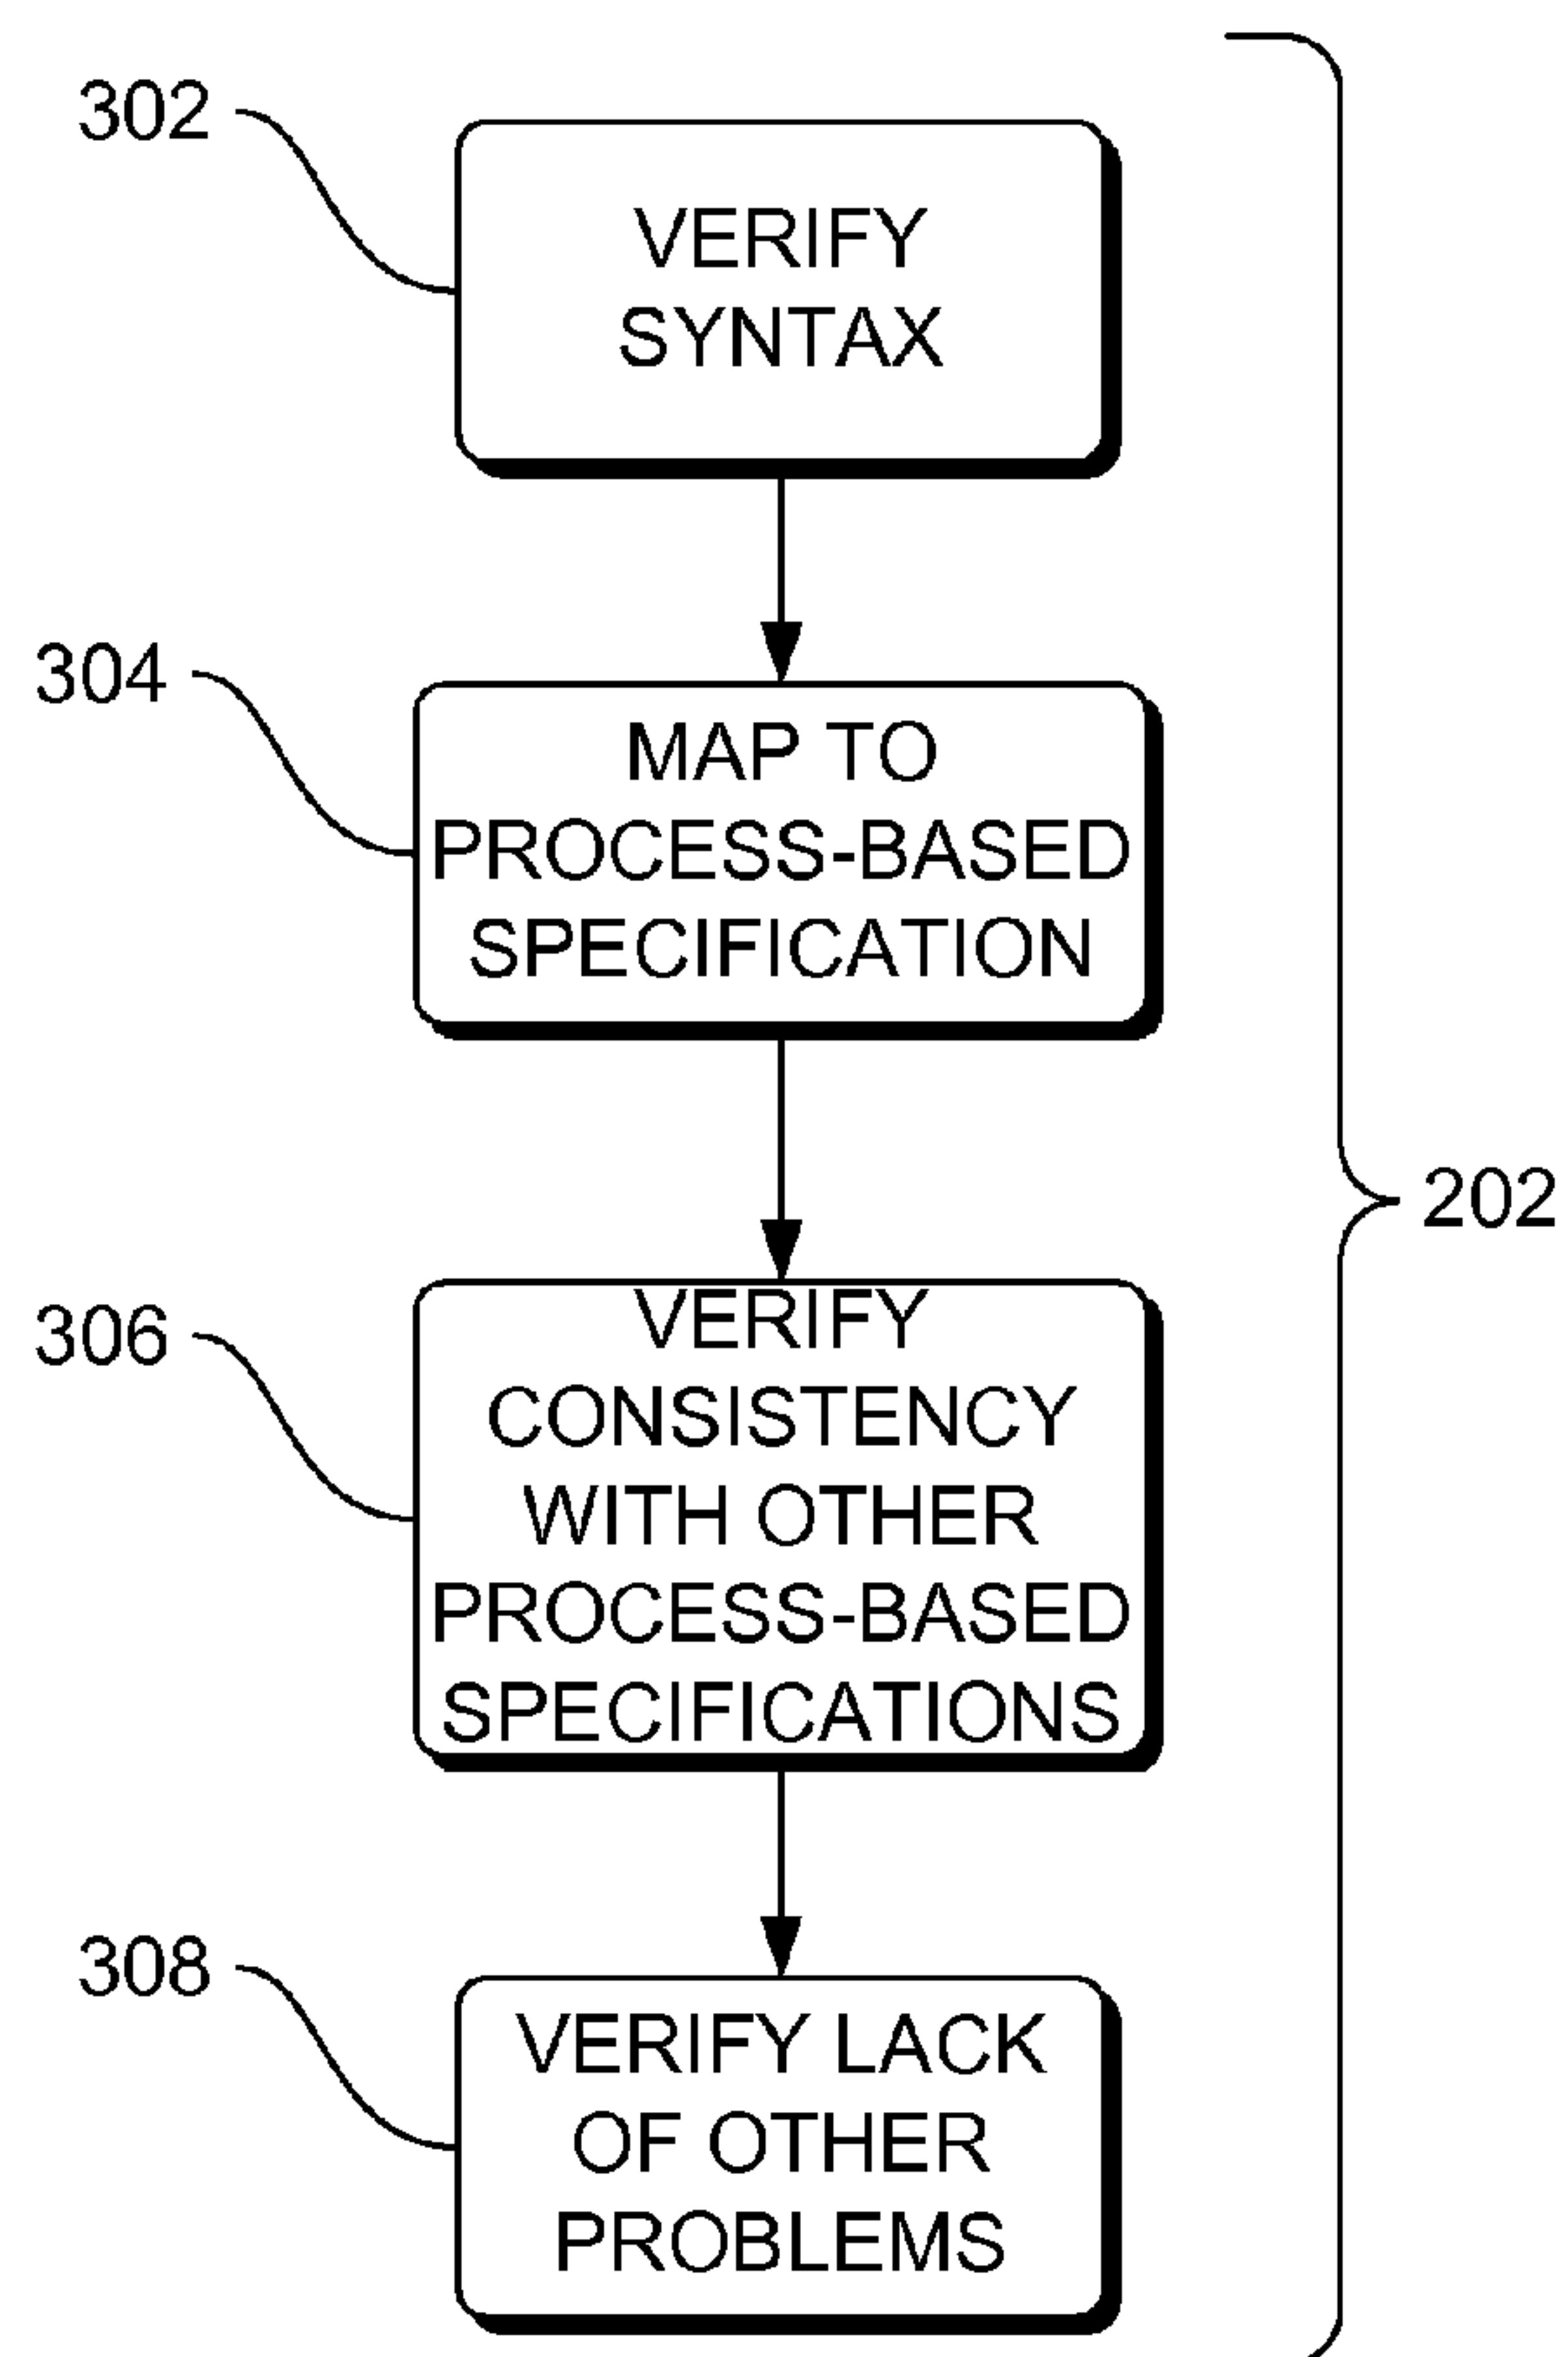 302
VERIFY
SYNTAX
304
MAP TO
PROCESS-BASED
SPECIFICATION
202
306
VERIFY
CONSISTENCY
WITH OTHER
PROCESS-BASED
SPECIFICATIONS
308
VERIFY LACK
OF OTHER
PROBLEMS